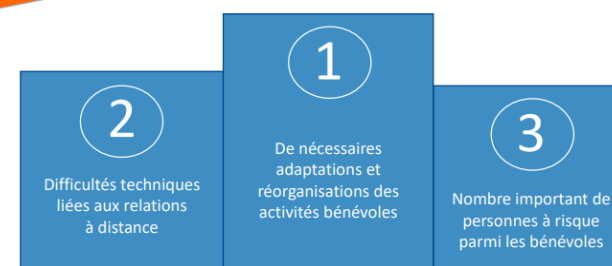 1
De nécessaires
adaptations et
réorganisations des
activités bénévoles
2
Difficultés techniques
liées aux relations
à distance
3
Nombre important de
personnes à risque
parmi les bénévoles